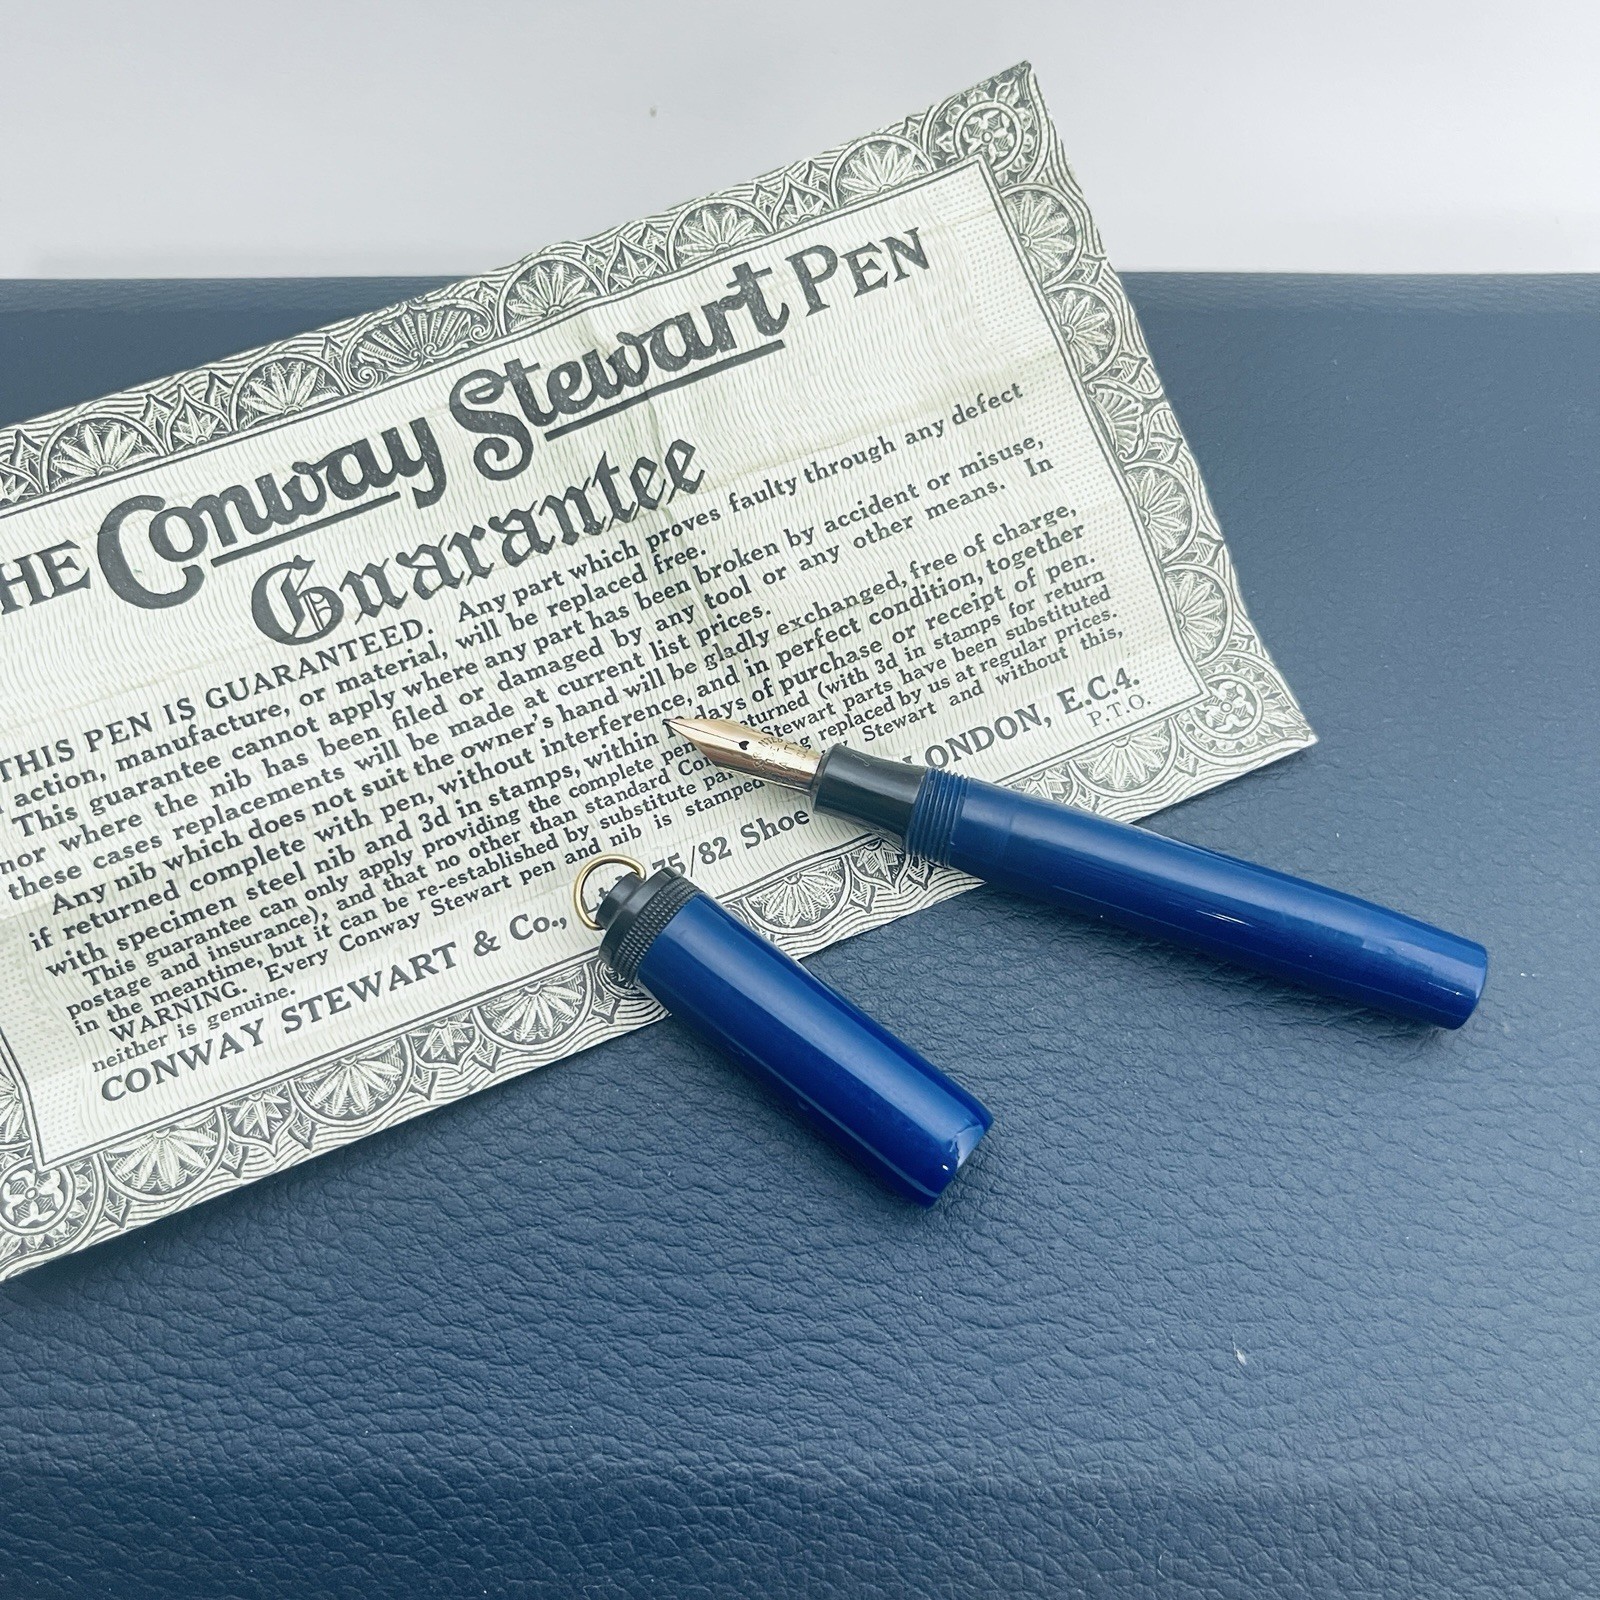 THE Conway Stewart PEN
Guarantee
THIS PEN IS GUARANTEED. Any part which proves faulty through any defect
action, manufacture, or material, will be replaced free.
This guarantee cannot apply where any part has been broken by accident or misuse,
nor where the nib has been filed or damaged by any tool or any other means. In
these cases replacements will be made at current list prices.
Any nib which does not suit the owner's hand will be gladly exchanged, free of charge,
if returned complete with pen, without interference, and in perfect condition, together
with specimen steel nib and 3d in stamps, within days of purchase or receipt of pen.
This guarantee can only apply providing the complete pen returned (with 3d in stamps for return
postage and insurance), and that no other than standard Stewart parts have been substituted
in the meantime, but it can be re-established by substitute replaced by us at regular prices.
WARNING. Every Conway Stewart pen and nib is stamped Stewart and without this,
neither is genuine.
CONWAY STEWART & Co., 75/82 Shoe LONDON, E.C.4.
P.T.O.